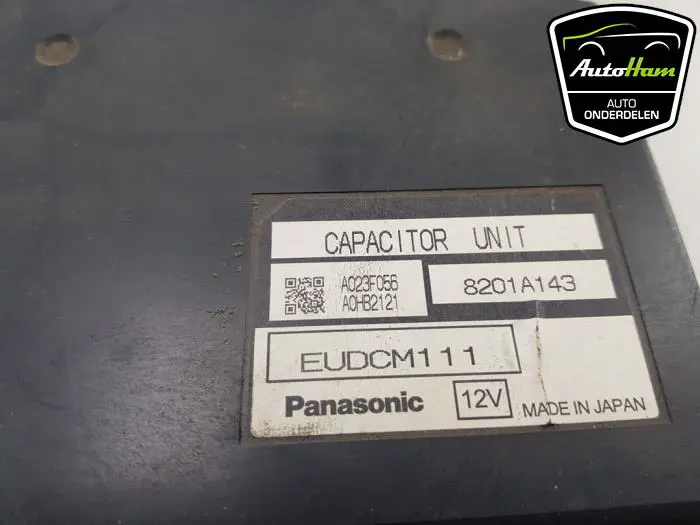 AutoHam
AUTO
ONDERDELEN
CAPACITOR UNIT
A023F056
A0HB2121
8201A143
EUDCM111
Panasonic 12V MADE IN JAPAN